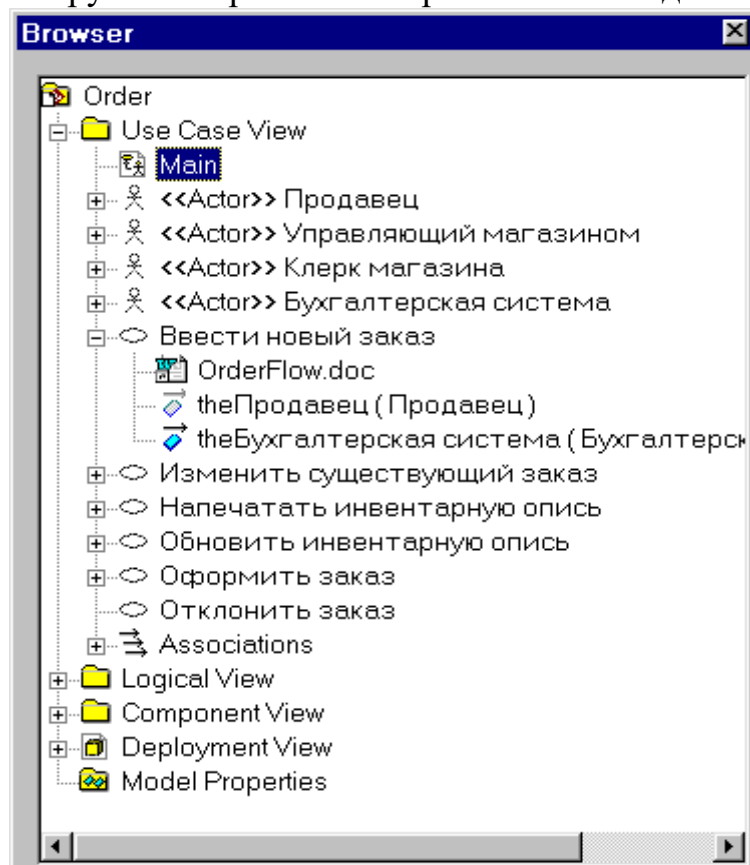 Browser
Order
Use Case View
Main
<<Actor>> Продавец
<<Actor>> Управляющий магазином
<<Actor>> Клерк магазина
<<Actor>> Бухгалтерская система
Ввести новый заказ
OrderFlow.doc
theПродавец ( Продавец )
theБухгалтерская система ( Бухгалтерск
Изменить существующий заказ
Напечатать инвентарную опись
Обновить инвентарную опись
Оформить заказ
Отклонить заказ
Associations
Logical View
Component View
Deployment View
Model Properties